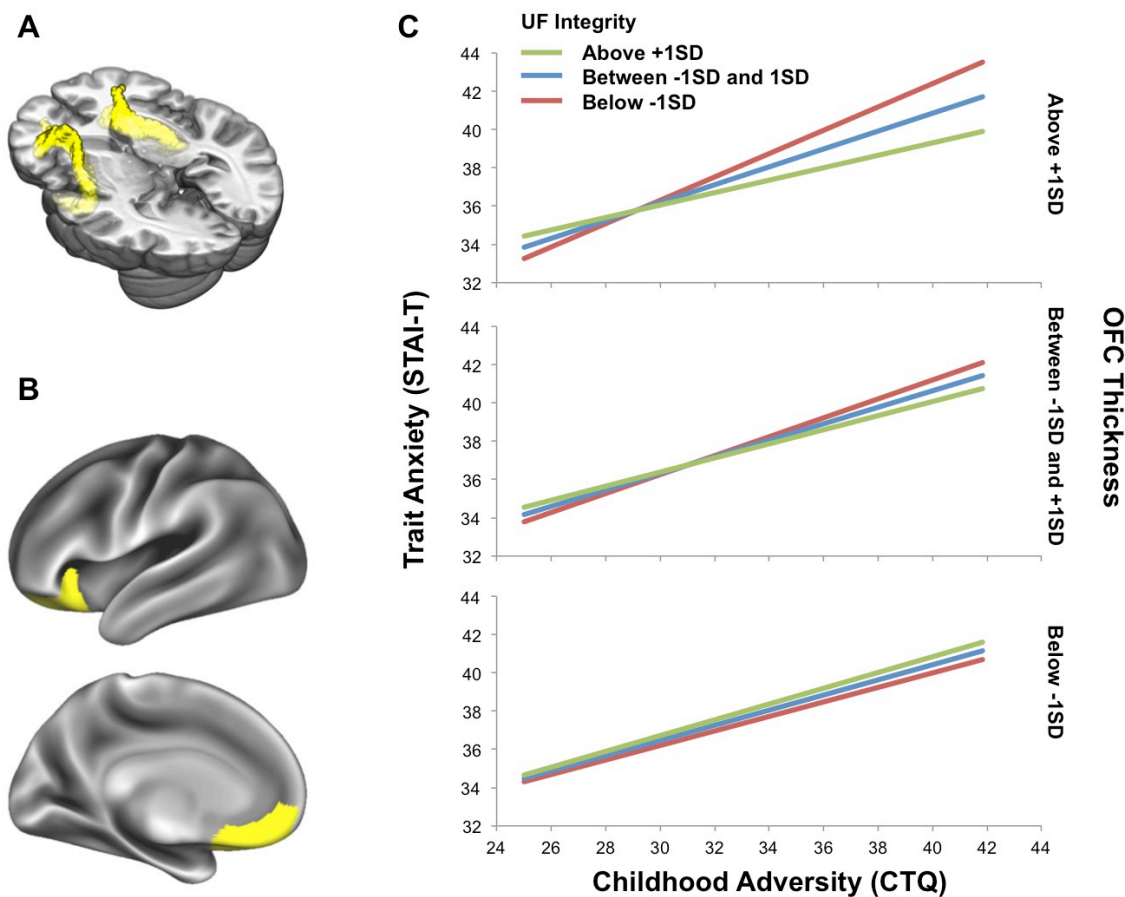 A
B
C
UF Integrity
Above +1SD
Between -1SD and 1SD
Below -1SD
44
42
40
38
36
34
32
Above +1SD
44
42
40
38
36
34
32
Between -1SD and +1SD
44
42
40
38
36
34
32
Below -1SD
24
26
28
30
32
34
36
38
40
42
44
Trait Anxiety (STAI-T)
OFC Thickness
Childhood Adversity (CTQ)